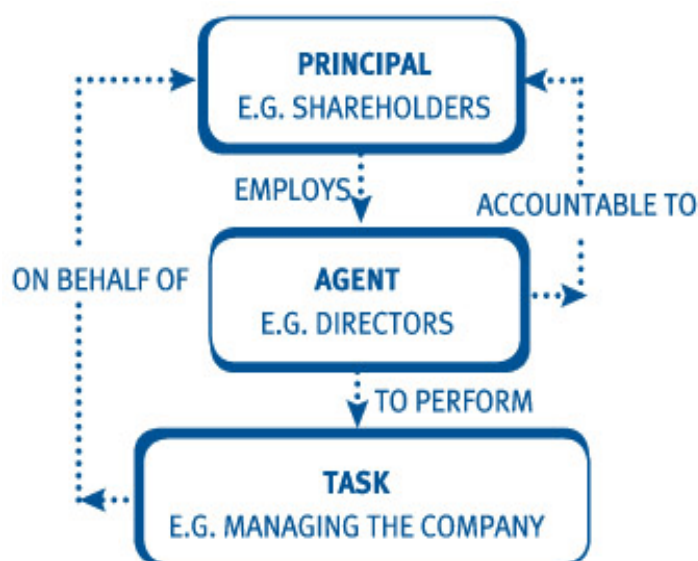 PRINCIPAL
E.G. SHAREHOLDERS
EMPLOYS
ACCOUNTABLE TO
ON BEHALF OF
AGENT
E.G. DIRECTORS
TO PERFORM
TASK
E.G. MANAGING THE COMPANY